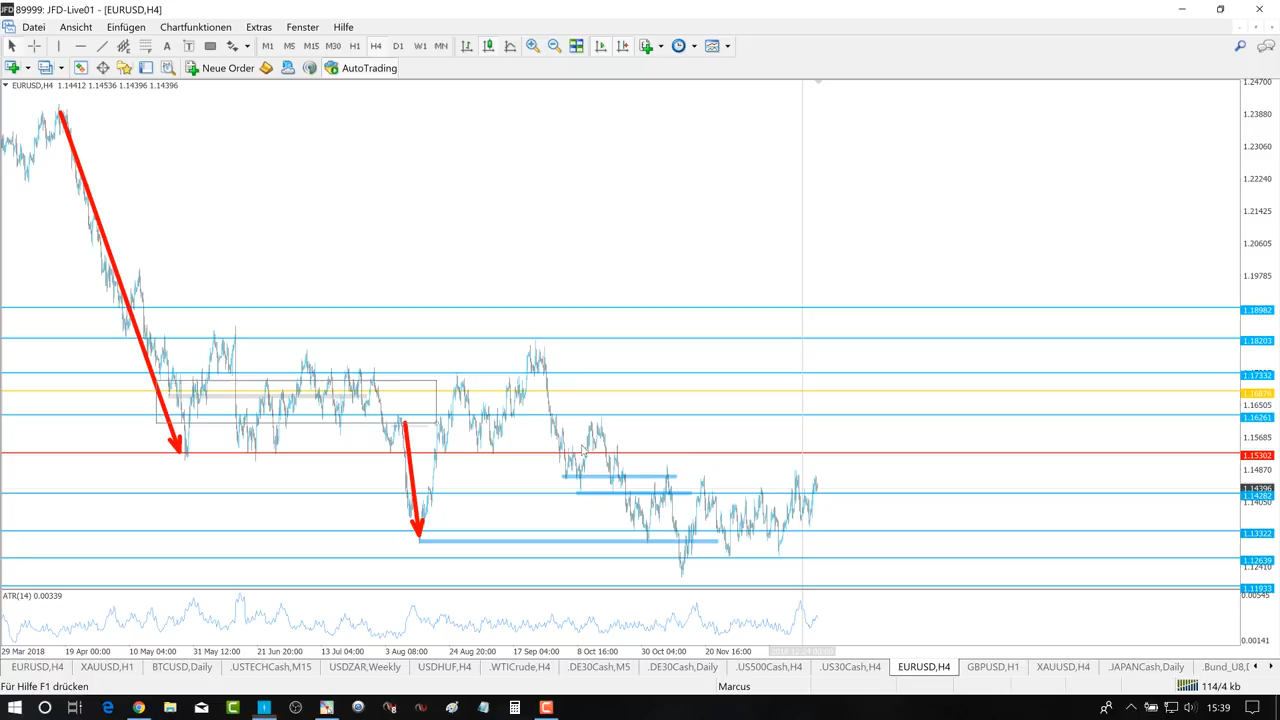 89999: JFD-Live01 - [EURUSD,H4]
Datei Ansicht Einfügen Chartfunktionen Extras Fenster Hilfe
A T M1 M5 M15 M30 H1 H4 D1 W1 MN
Neue Order AutoTrading
EURUSD,H4 1.14412 1.14536 1.14396 1.14396
1.24700
1.23880
1.23060
1.22240
1.21425
1.20605
1.19785
1.18982
1.18203
1.17332
1.16876
1.16505
1.16261
1.15685
1.15302
1.14870
1.14396
1.14282
1.14050
1.13322
1.12639
1.12410
1.11933
ATR(14) 0.00339
0.00545
0.00141
29 Mar 2018 19 Apr 00:00 10 May 04:00 31 May 12:00 21 Jun 20:00 13 Jul 04:00 3 Aug 08:00 24 Aug 20:00 17 Sep 04:00 8 Oct 16:00 30 Oct 04:00 20 Nov 16:00 2018.12.24 00:00
EURUSD,H4 XAUUSD,H1 BTCUSD,Daily .USTECHCash,M15 USDZAR,Weekly USDHUF,H4 .WTICrude,H4 .DE30Cash,M5 .DE30Cash,Daily .US500Cash,H4 .US30Cash,H4 EURUSD,H4 GBPUSD,H1 XAUUSD,H4 .JAPANCash,Daily .Bund_U8,D
Für Hilfe F1 drücken Marcus 114/4 kb
15:39